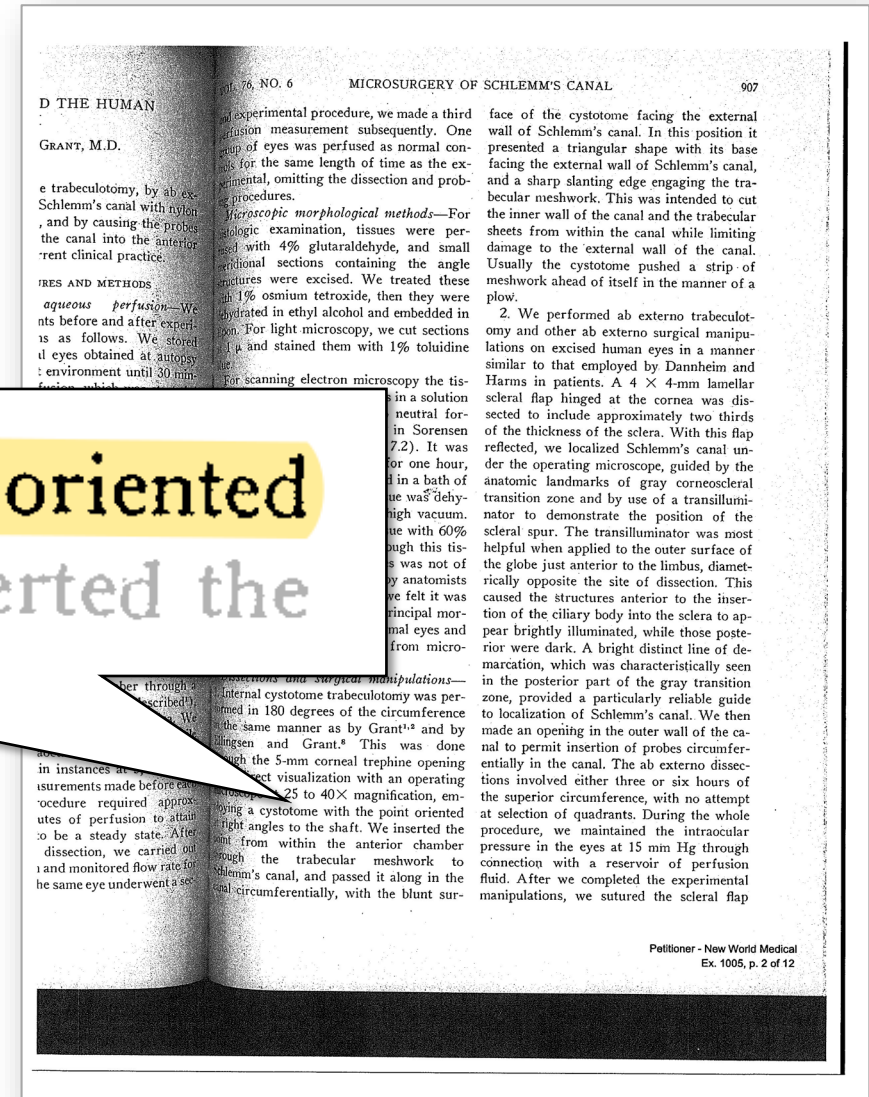 D THE HUMAN
GRANT, M.D.
e trabeculotomy, by ab ex-
Schlemm's canal with nylon
, and by causing the probes
the canal into the anterior
rrent clinical practice.
RES AND METHODS
aqueous perfusion—We
nts before and after experi-
as follows. We stored
l eyes obtained at autopsy
environment until 30 min-
ber through a
We
in instances at
asurements made before each
ocedure required approx-
utes of perfusion to attain
o be a steady state. After
dissection, we carried out
and monitored flow rate for
he same eye underwent a sec-
76, NO. 6 MICROSURGERY OF SCHLEMM'S CANAL 907
experimental procedure, we made a third
measurement subsequently. One
of eyes was perfused as normal con-
for the same length of time as the ex-
perimental, omitting the dissection and prob-
procedures.
Microscopic morphological methods—For
examination, tissues were per-
with 4% glutaraldehyde, and small
sections containing the angle
structures were excised. We treated these
1% osmium tetroxide, then they were
dehydrated in ethyl alcohol and embedded in
For light microscopy, we cut sections
1 µ and stained them with 1% toluidine
For scanning electron microscopy the tis-
s in a solution
neutral for-
in Sorensen
7.2). It was
for one hour,
in a bath of
ue was dehy-
high vacuum.
ue with 60%
ough this tis-
s was not of
by anatomists
we felt it was
rincipal mor-
mal eyes and
from micro-
and surgical manipulations—
Internal cystotome trabeculotomy was per-
formed in 180 degrees of the circumference
the same manner as by Grant1,2 and by
Ellingsen and Grant.8 This was done
the 5-mm corneal trephine opening
visualization with an operating
25 to 40× magnification, em-
ploying a cystotome with the point oriented
right angles to the shaft. We inserted the
from within the anterior chamber
through the trabecular meshwork to
Schlemm's canal, and passed it along in the
canal circumferentially, with the blunt sur-
oriented
erted the
face of the cystotome facing the external
wall of Schlemm's canal. In this position it
presented a triangular shape with its base
facing the external wall of Schlemm's canal,
and a sharp slanting edge engaging the tra-
becular meshwork. This was intended to cut
the inner wall of the canal and the trabecular
sheets from within the canal while limiting
damage to the external wall of the canal.
Usually the cystotome pushed a strip of
meshwork ahead of itself in the manner of a
plow.
2. We performed ab externo trabeculot-
omy and other ab externo surgical manipu-
lations on excised human eyes in a manner
similar to that employed by Dannheim and
Harms in patients. A 4 × 4-mm lamellar
scleral flap hinged at the cornea was dis-
sected to include approximately two thirds
of the thickness of the sclera. With this flap
reflected, we localized Schlemm's canal un-
der the operating microscope, guided by the
anatomic landmarks of gray corneoscleral
transition zone and by use of a transillumi-
nator to demonstrate the position of the
scleral spur. The transilluminator was most
helpful when applied to the outer surface of
the globe just anterior to the limbus, diamet-
rically opposite the site of dissection. This
caused the structures anterior to the inser-
tion of the ciliary body into the sclera to ap-
pear brightly illuminated, while those poste-
rior were dark. A bright distinct line of de-
marcation, which was characteristically seen
in the posterior part of the gray transition
zone, provided a particularly reliable guide
to localization of Schlemm's canal. We then
made an opening in the outer wall of the ca-
nal to permit insertion of probes circumfer-
entially in the canal. The ab externo dissec-
tions involved either three or six hours of
the superior circumference, with no attempt
at selection of quadrants. During the whole
procedure, we maintained the intraocular
pressure in the eyes at 15 mm Hg through
connection with a reservoir of perfusion
fluid. After we completed the experimental
manipulations, we sutured the scleral flap
Petitioner - New World Medical
Ex. 1005, p. 2 of 12